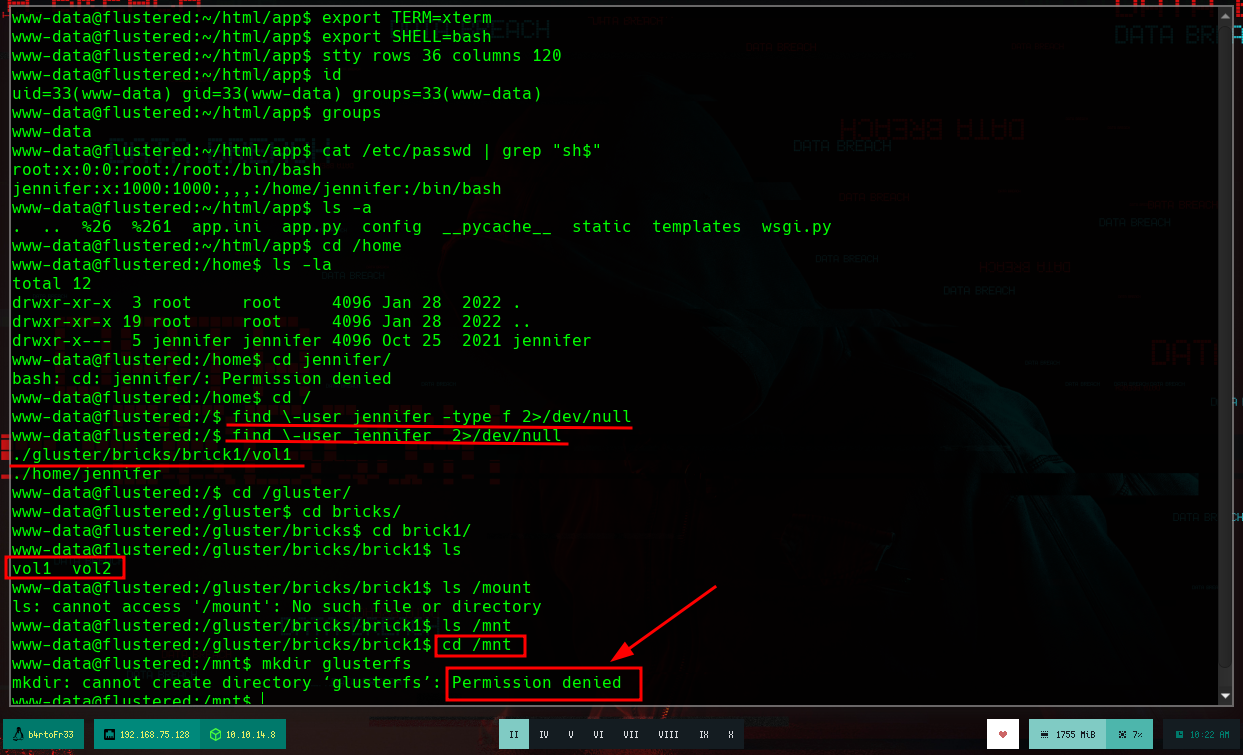 www-data@flustered:~/html/app$ export TERM=xterm
www-data@flustered:~/html/app$ export SHELL=bash
www-data@flustered:~/html/app$ stty rows 36 columns 120
www-data@flustered:~/html/app$ id
uid=33(www-data) gid=33(www-data) groups=33(www-data)
www-data@flustered:~/html/app$ groups
www-data
www-data@flustered:~/html/app$ cat /etc/passwd | grep "sh$"
root:x:0:0:root:/root:/bin/bash
jennifer:x:1000:1000:,,,:/home/jennifer:/bin/bash
www-data@flustered:~/html/app$ ls -a
.  ..  %26  %261  app.ini  app.py  config  __pycache__  static  templates  wsgi.py
www-data@flustered:~/html/app$ cd /home
www-data@flustered:/home$ ls -la
total 12
drwxr-xr-x  3 root     root     4096 Jan 28  2022 .
drwxr-xr-x 19 root     root     4096 Jan 28  2022 ..
drwxr-x---  5 jennifer jennifer 4096 Oct 25  2021 jennifer
www-data@flustered:/home$ cd jennifer/
bash: cd: jennifer/: Permission denied
www-data@flustered:/home$ cd /
www-data@flustered:/$ find \-user jennifer -type f 2>/dev/null
www-data@flustered:/$ find \-user jennifer  2>/dev/null
./gluster/bricks/brick1/vol1
./home/jennifer
www-data@flustered:/$ cd /gluster/
www-data@flustered:/gluster$ cd bricks/
www-data@flustered:/gluster/bricks$ cd brick1/
www-data@flustered:/gluster/bricks/brick1$ ls
vol1  vol2
www-data@flustered:/gluster/bricks/brick1$ ls /mount
ls: cannot access '/mount': No such file or directory
www-data@flustered:/gluster/bricks/brick1$ ls /mnt
www-data@flustered:/gluster/bricks/brick1$ cd /mnt
www-data@flustered:/mnt$ mkdir glusterfs
mkdir: cannot create directory ‘glusterfs’: Permission denied
www-data@flustered:/mnt$
b4rtoFr33 192.168.75.128 10.10.14.8 II IV V VI VII VIII IX X 1755 MiB 7% 10:22 AM
DATA BREACH
DATA BREACH
DATA BREACH
DATA BREACH
DATA BREACH